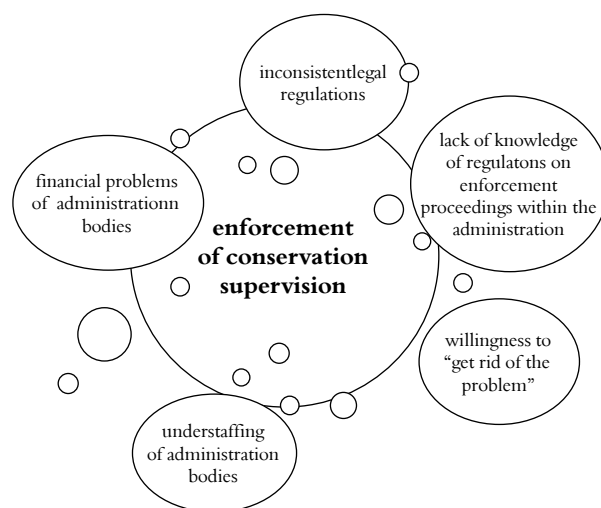 inconsistentlegal
regulations
lack of knowledge
of regulatons on
enforcement
proceedings within the
administration
financial problems
of administrationn
bodies
enforcement
of conservation
supervision
willingness to
“get rid of the
problem”
understaffing
of administration
bodies